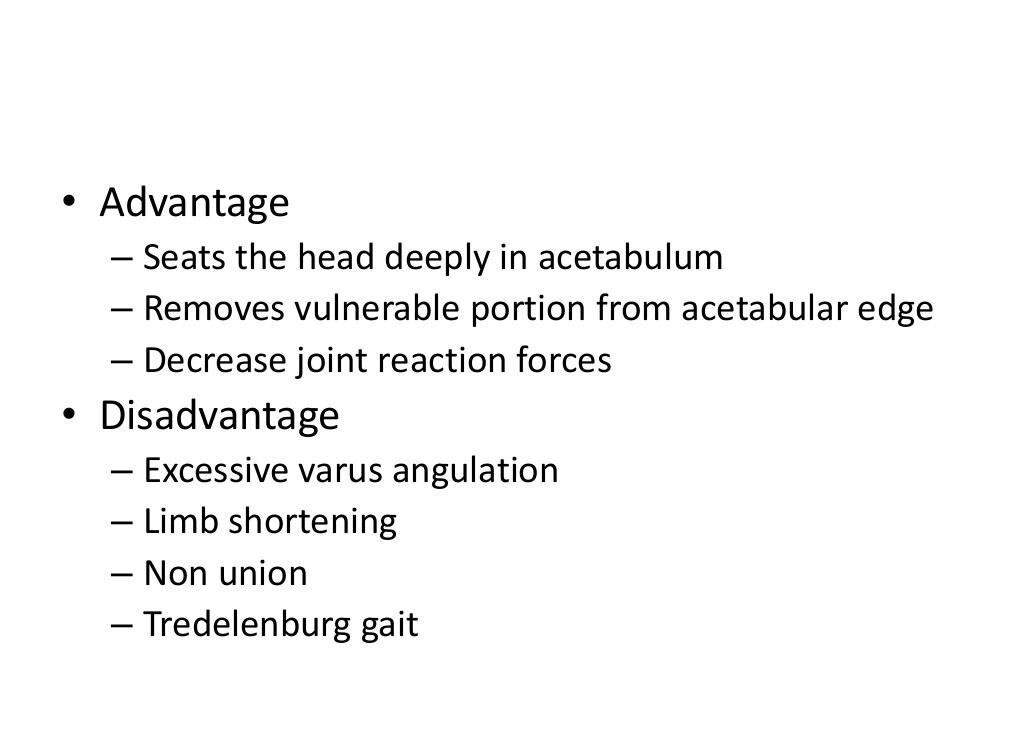 • Advantage
– Seats the head deeply in acetabulum
– Removes vulnerable portion from acetabular edge
– Decrease joint reaction forces
• Disadvantage
– Excessive varus angulation
– Limb shortening
– Non union
– Tredelenburg gait